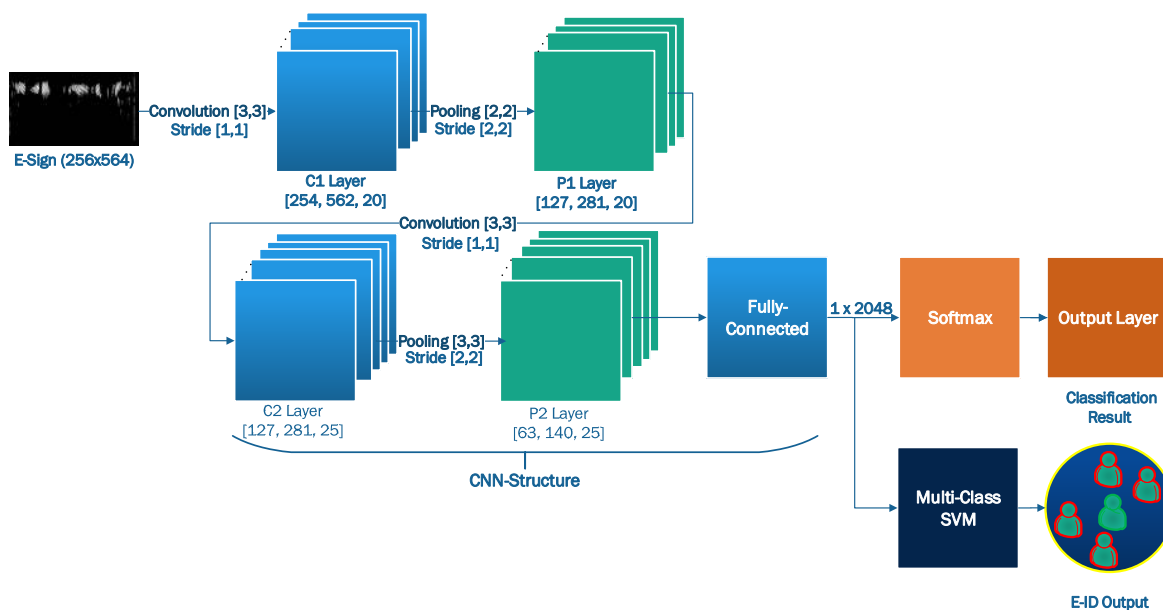 E-Sign (256x564)
Convolution [3,3]
Stride [1,1]
C1 Layer
[254, 562, 20]
Pooling [2,2]
Stride [2,2]
P1 Layer
[127, 281, 20]
Convolution [3,3]
Stride [1,1]
C2 Layer
[127, 281, 25]
Pooling [3,3]
Stride [2,2]
P2 Layer
[63, 140, 25]
CNN-Structure
Fully-
Connected
1 x 2048
Softmax
Output Layer
Classification
Result
Multi-Class
SVM
E-ID Output